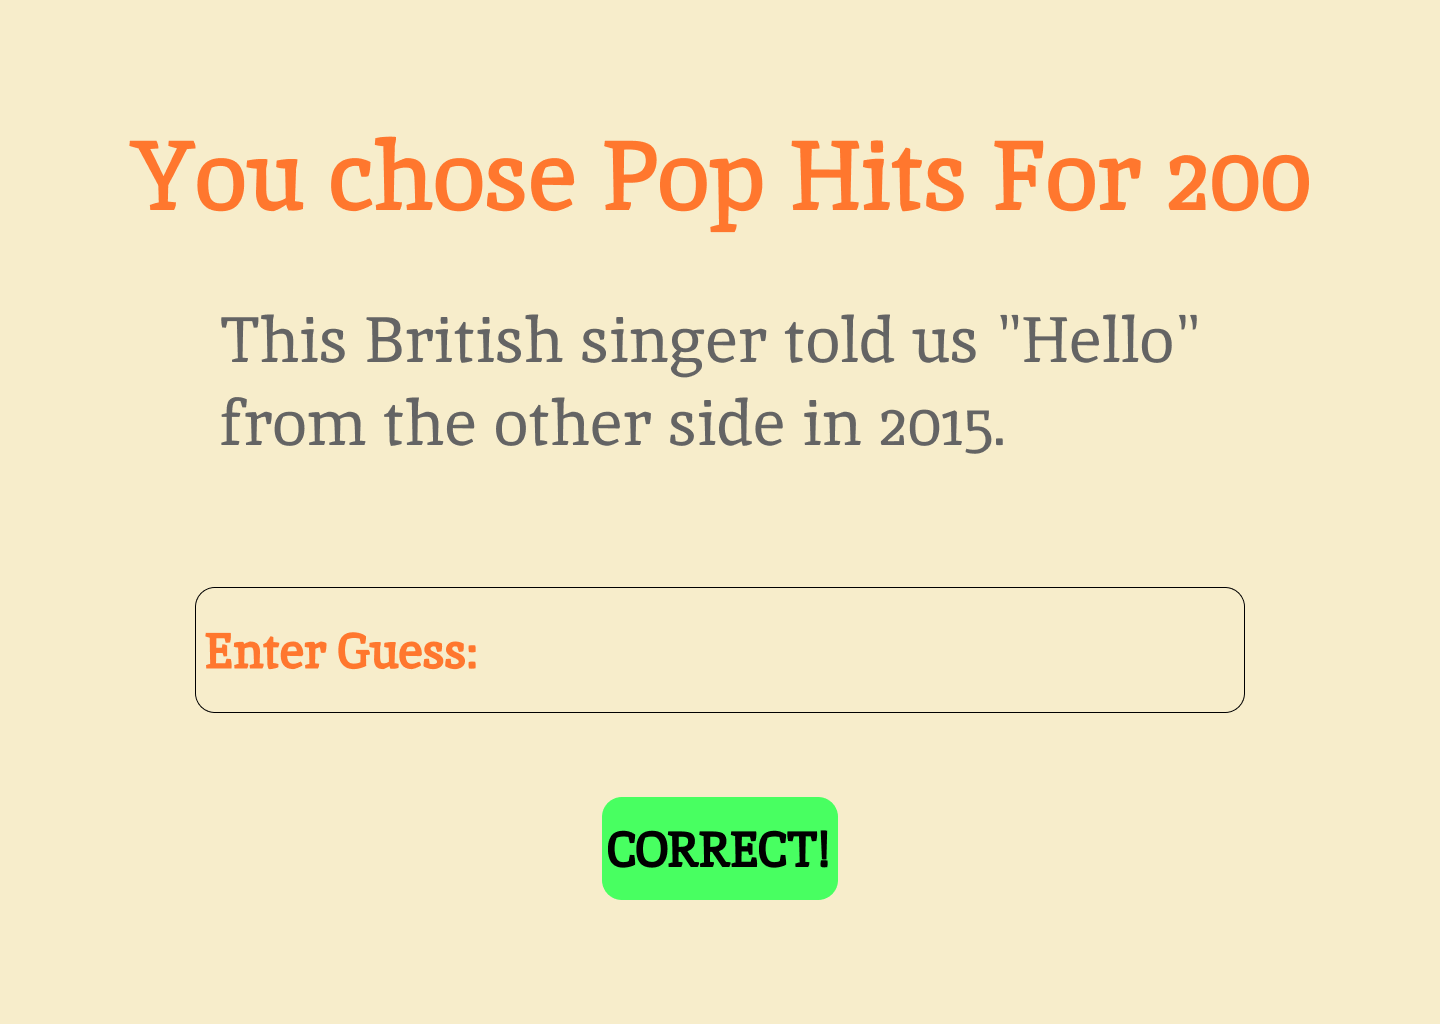 You chose Pop Hits For 200
This British singer told us "Hello"
from the other side in 2015.
Enter Guess:
CORRECT!